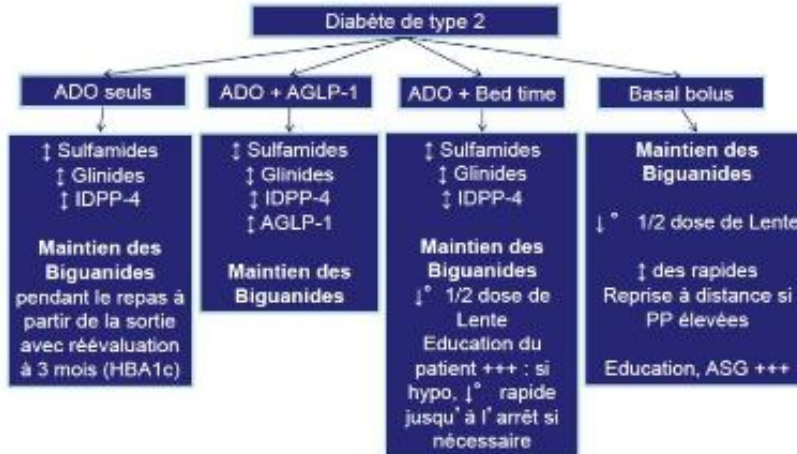 Diabète de type 2
ADO seuls
↕ Sulfamides
↕ Glinides
↕ IDPP-4
Maintien des
Biguanides
pendant le repas à
partir de la sortie
avec réévaluation
à 3 mois (HBA1c)
ADO + AGLP-1
↕ Sulfamides
↕ Glinides
↕ IDPP-4
↕ AGLP-1
Maintien des
Biguanides
ADO + Bed time
↕ Sulfamides
↕ Glinides
↕ IDPP-4
Maintien des
Biguanides
↓° 1/2 dose de
Lente
Education du
patient +++ : si
hypo, ↓° rapide
jusqu'à l'arrêt si
nécessaire
Basal bolus
Maintien des
Biguanides
↓° 1/2 dose de Lente
↕ des rapides
Reprise à distance si
PP élevées
Education, ASG +++